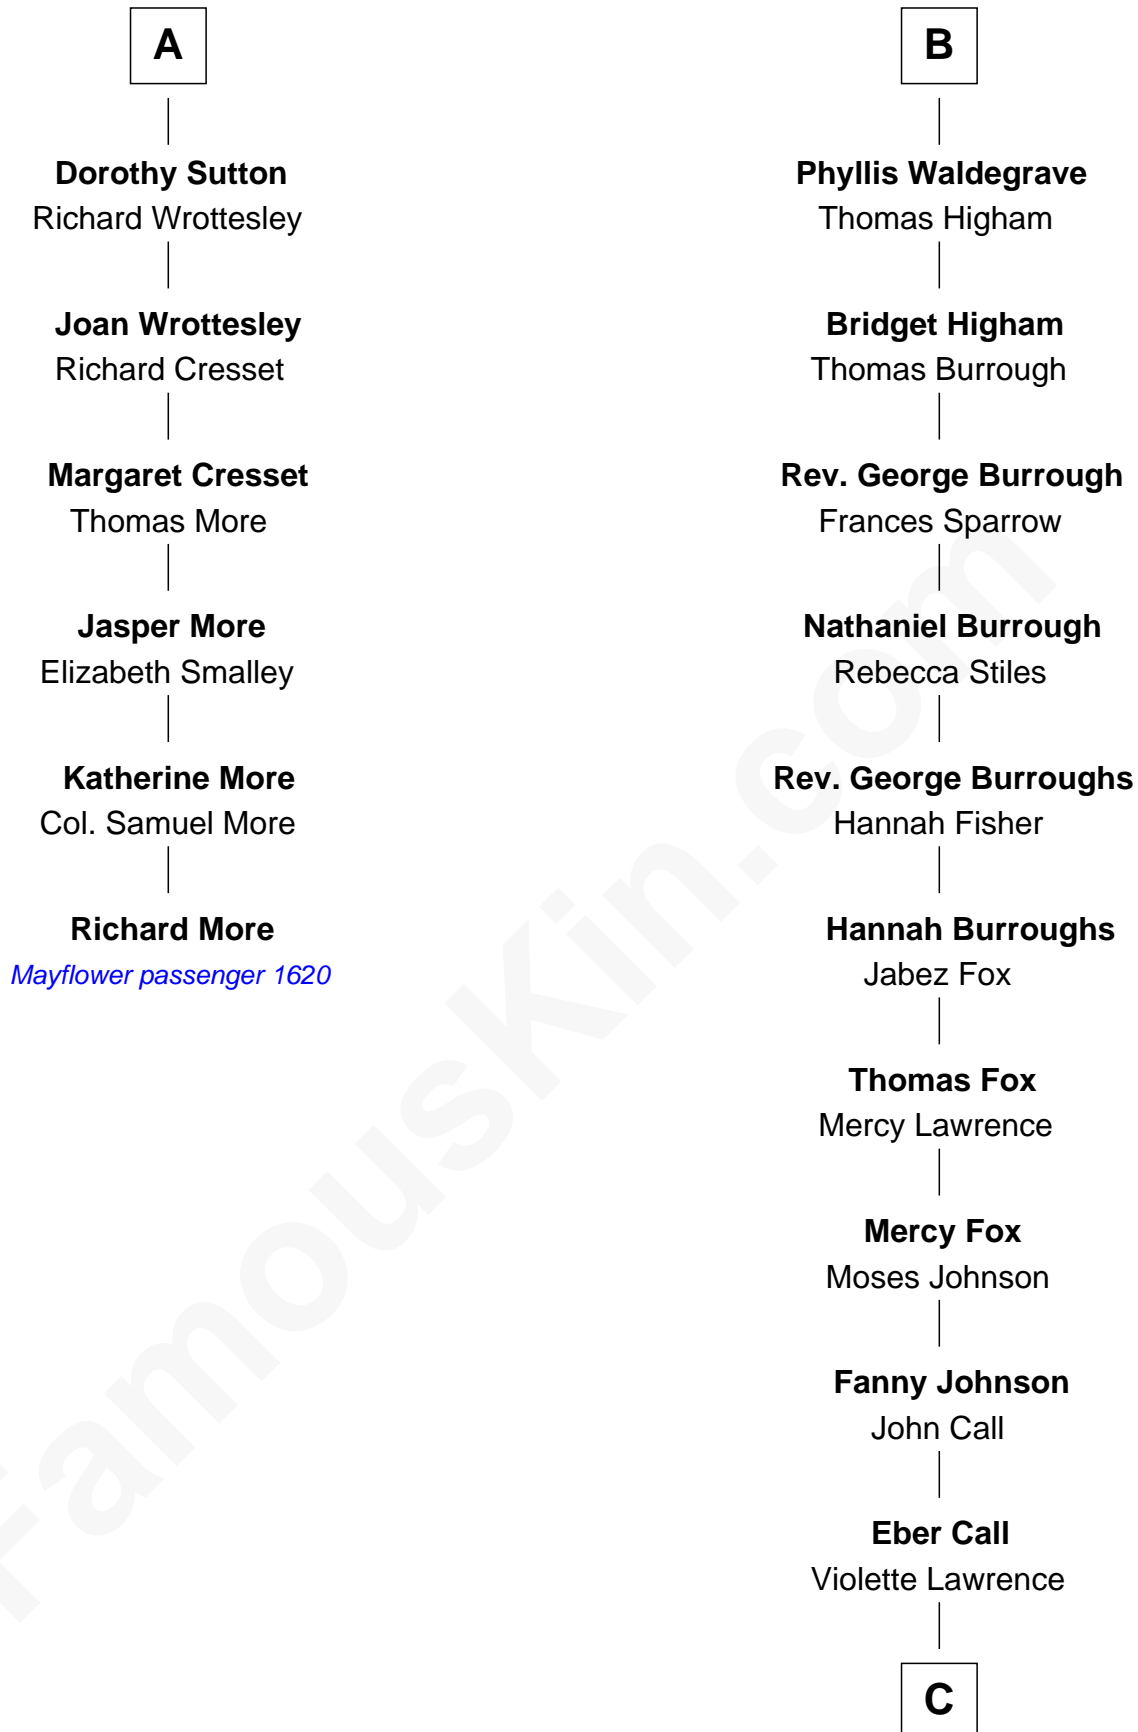 A
Dorothy Sutton
Richard Wrottesley
Joan Wrottesley
Richard Cresset
Margaret Cresset
Thomas More
Jasper More
Elizabeth Smalley
Katherine More
Col. Samuel More
Richard More
Mayflower passenger 1620
B
Phyllis Waldegrave
Thomas Higham
Bridget Higham
Thomas Burrough
Rev. George Burrough
Frances Sparrow
Nathaniel Burrough
Rebecca Stiles
Rev. George Burroughs
Hannah Fisher
Hannah Burroughs
Jabez Fox
Thomas Fox
Mercy Lawrence
Mercy Fox
Moses Johnson
Fanny Johnson
John Call
Eber Call
Violette Lawrence
C
FamousKin.com